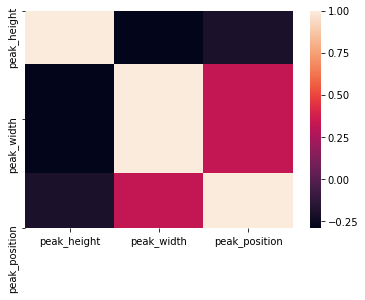 peak_height
peak_width
peak_position
peak_height peak_width peak_position
1.00
0.75
0.50
0.25
0.00
−0.25